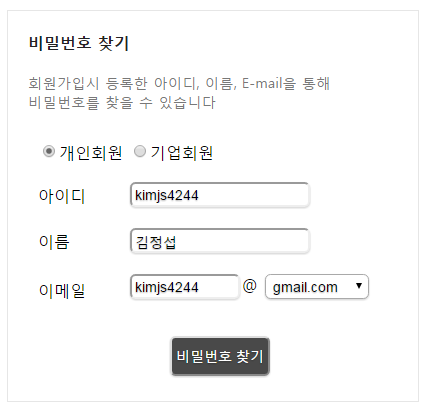 비밀번호 찾기
회원가입시 등록한 아이디, 이름, E-mail을 통해
비밀번호를 찾을 수 있습니다
개인회원 기업회원
아이디 kimjs4244
이름 김정섭
이메일 kimjs4244 @ gmail.com
비밀번호 찾기